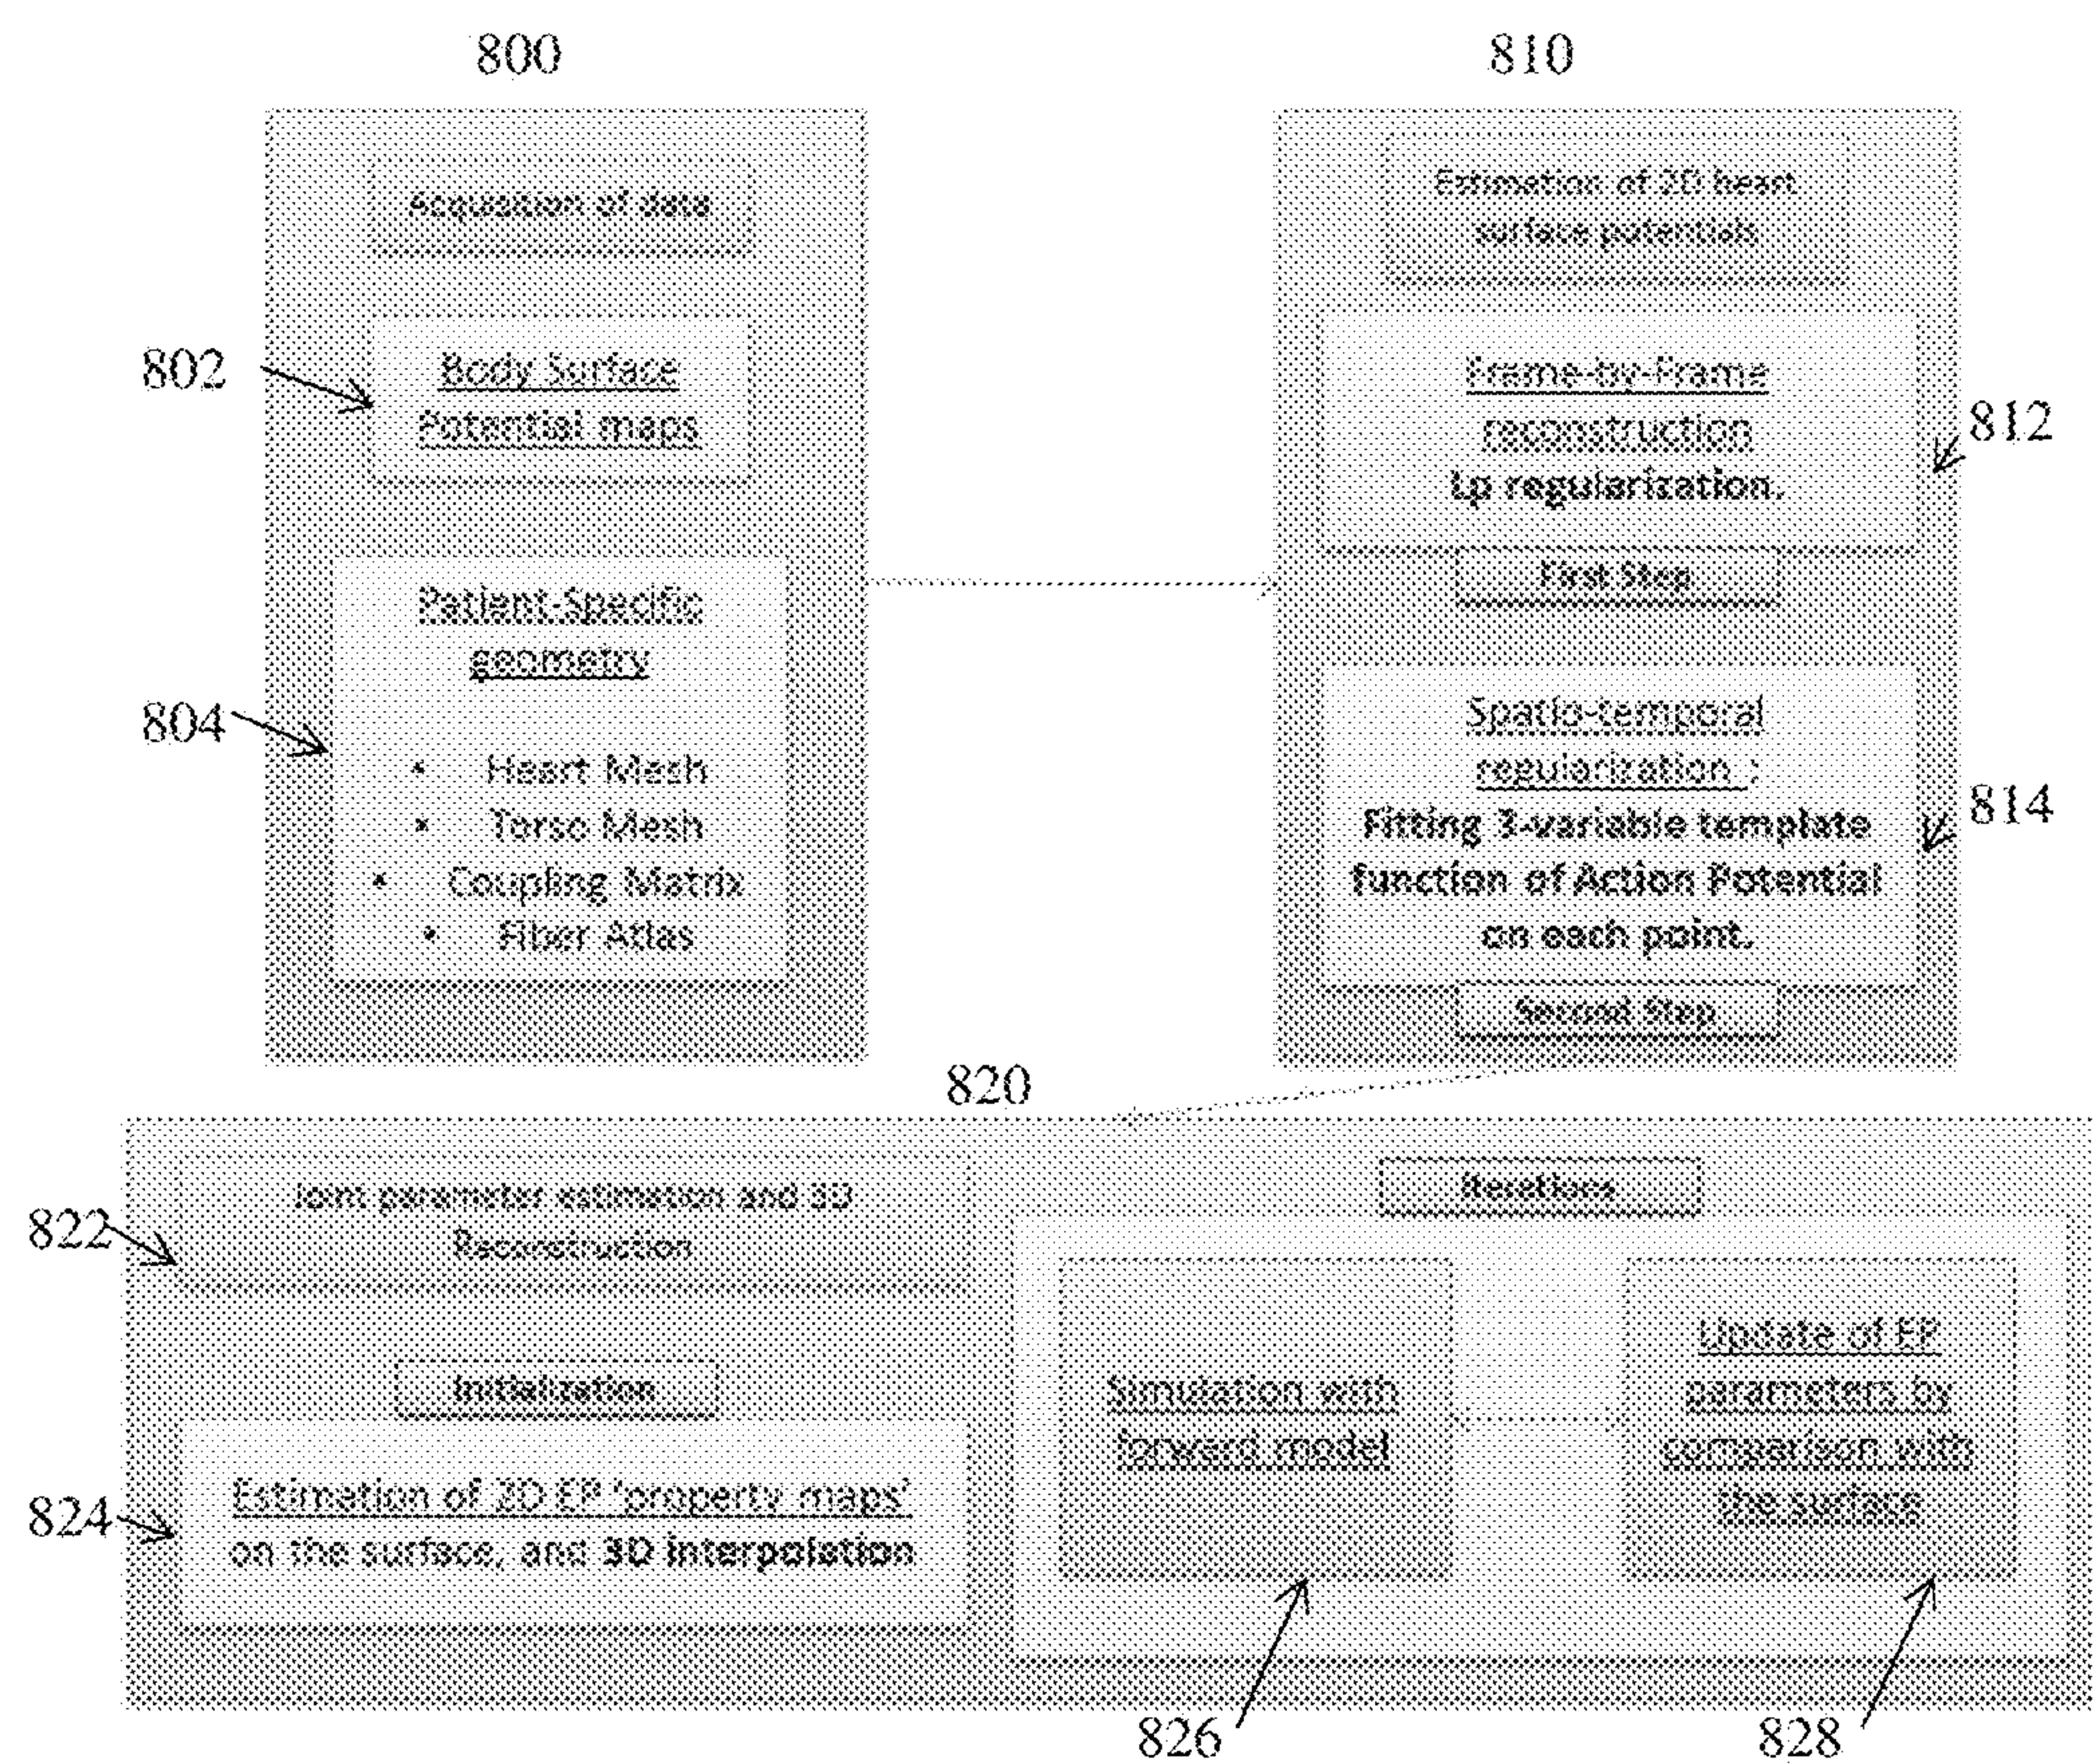 800
Acquisition of data
802
Body Surface
Potential maps
804
Patient-Specific
geometry
• Heart Mesh
• Torso Mesh
• Coupling Matrix
• Fiber Atlas
810
Estimation of 2D heart
surface potentials
812
Frame-by-Frame
reconstruction
Lp regularization.
First Step
814
Spatio-temporal
regularization :
Fitting 3-variable template
function of Action Potential
on each point.
Second Step
820
822
Joint parameter estimation and 3D
Reconstruction
Initialization
824
Estimation of 2D EP 'property maps'
on the surface, and 3D interpolation
Iterations
Simulation with
forward model
826
Update of EP
parameters by
comparison with
the surface
828